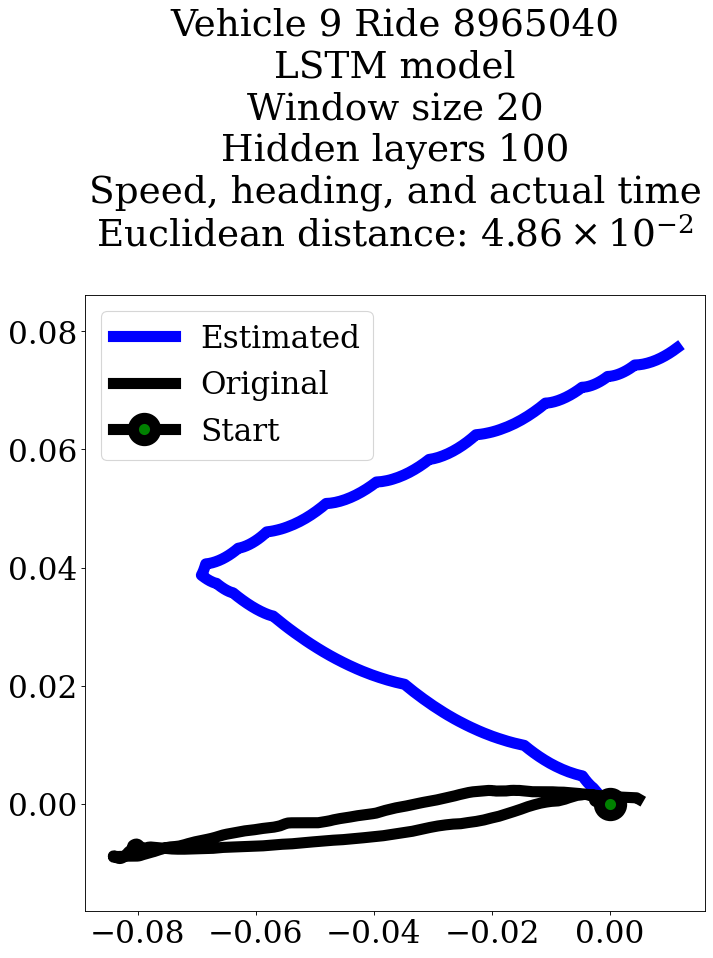 Vehicle 9 Ride 8965040
LSTM model
Window size 20
Hidden layers 100
Speed, heading, and actual time
Euclidean distance: 4.86 × 10⁻²
Estimated
Original
Start
0.08
0.06
0.04
0.02
0.00
−0.08 −0.06 −0.04 −0.02 0.00